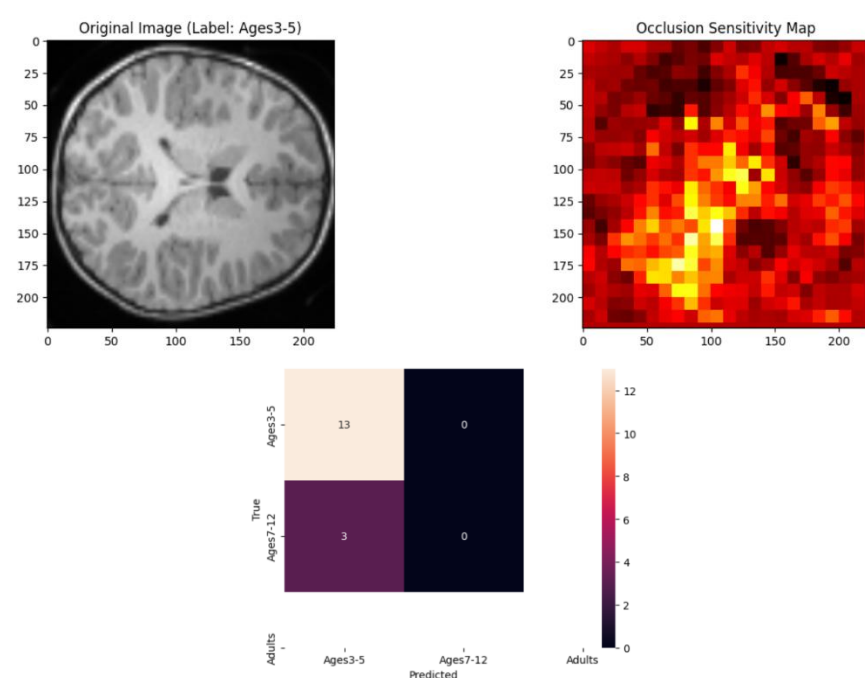 Original Image (Label: Ages3-5)
0
25
50
75
100
125
150
175
200
0 50 100 150 200
Occlusion Sensitivity Map
0
25
50
75
100
125
150
175
200
0 50 100 150 200
True
Ages3-5
Ages7-12
Adults
13 0
3 0
Ages3-5 Ages7-12 Adults
Predicted
12
10
8
6
4
2
0